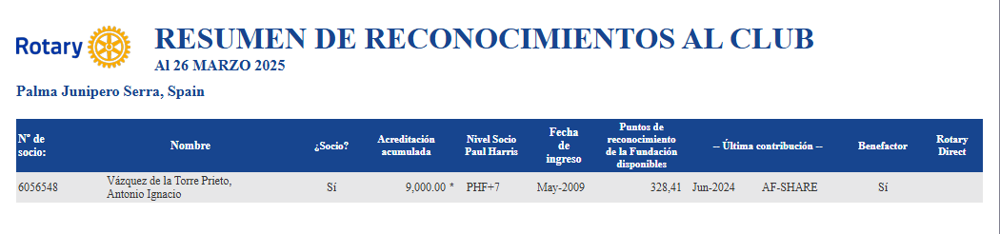 Rotary
RESUMEN DE RECONOCIMIENTOS AL CLUB
Al 26 MARZO 2025
Palma Junipero Serra, Spain
Nº de
socio:
Nombre
¿Socio?
Acreditación
acumulada
Nivel Socio
Paul Harris
Fecha
de
ingreso
Puntos de
reconocimiento
de la Fundación
disponibles
-- Última contribución --
Benefactor
Rotary
Direct
6056548
Vázquez de la Torre Prieto,
Antonio Ignacio
Sí
9,000.00 *
PHF+7
May-2009
328,41
Jun-2024
AF-SHARE
Sí